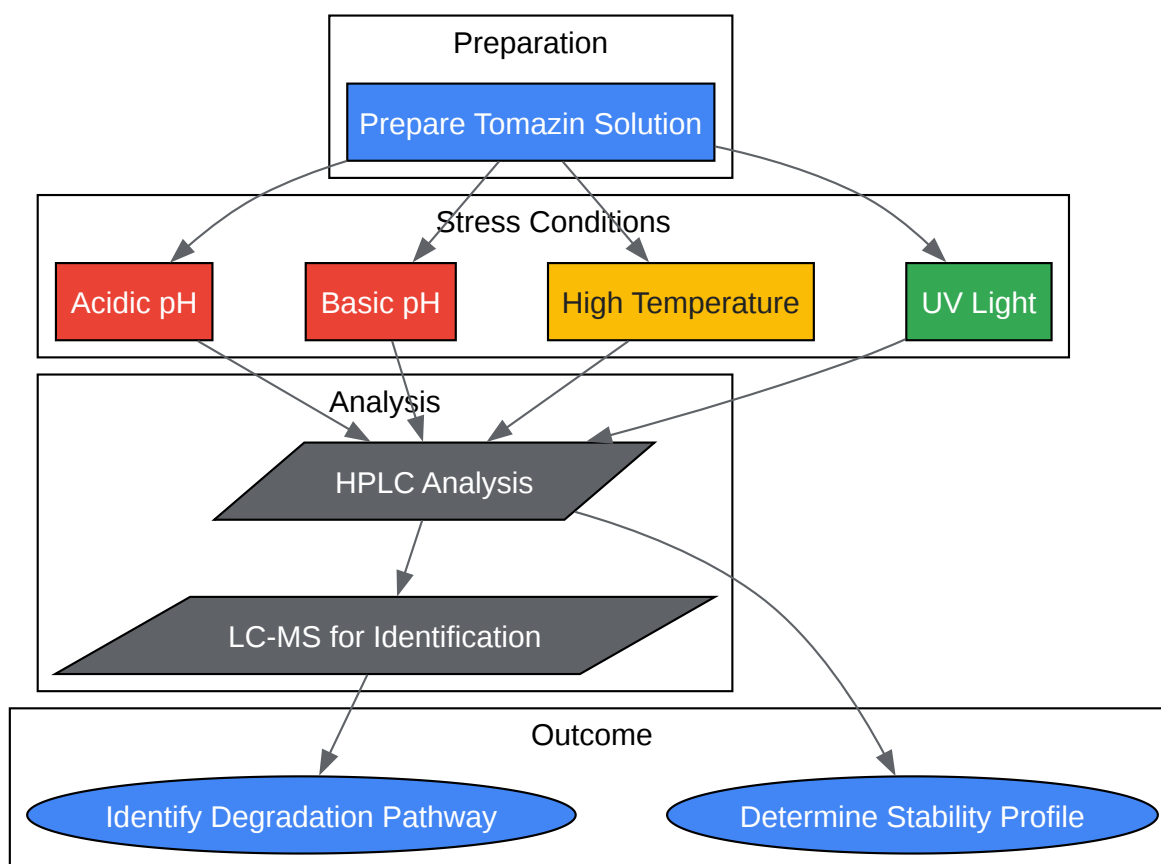 Preparation
Prepare Tomazin Solution
Stress Conditions
Acidic pH
Basic pH
High Temperature
UV Light
Analysis
HPLC Analysis
LC-MS for Identification
Outcome
Identify Degradation Pathway
Determine Stability Profile